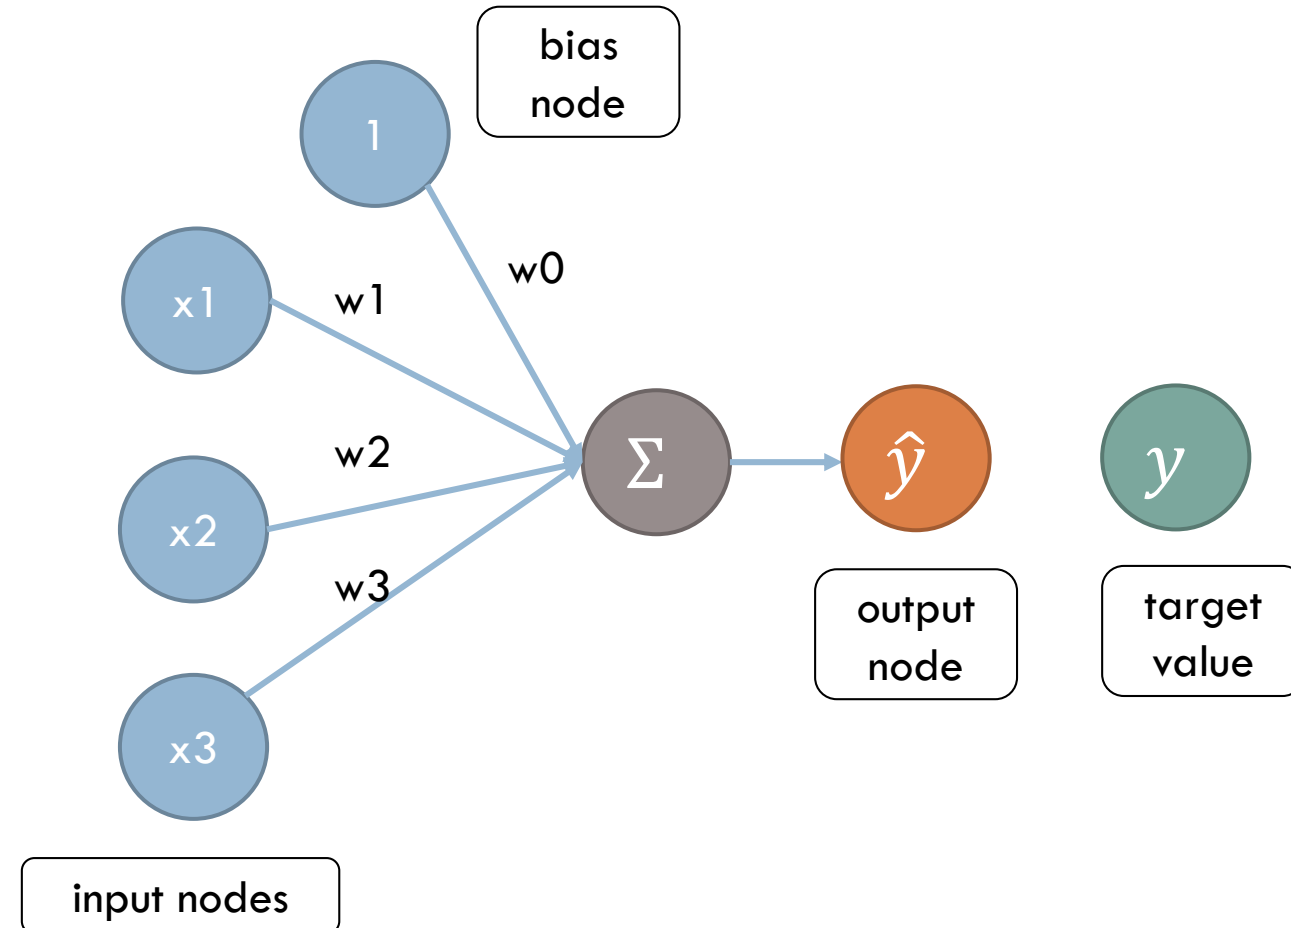 bias
node
1
w0
x1
w1
w2
x2
w3
x3
Σ
ŷ
y
output
node
target
value
input nodes